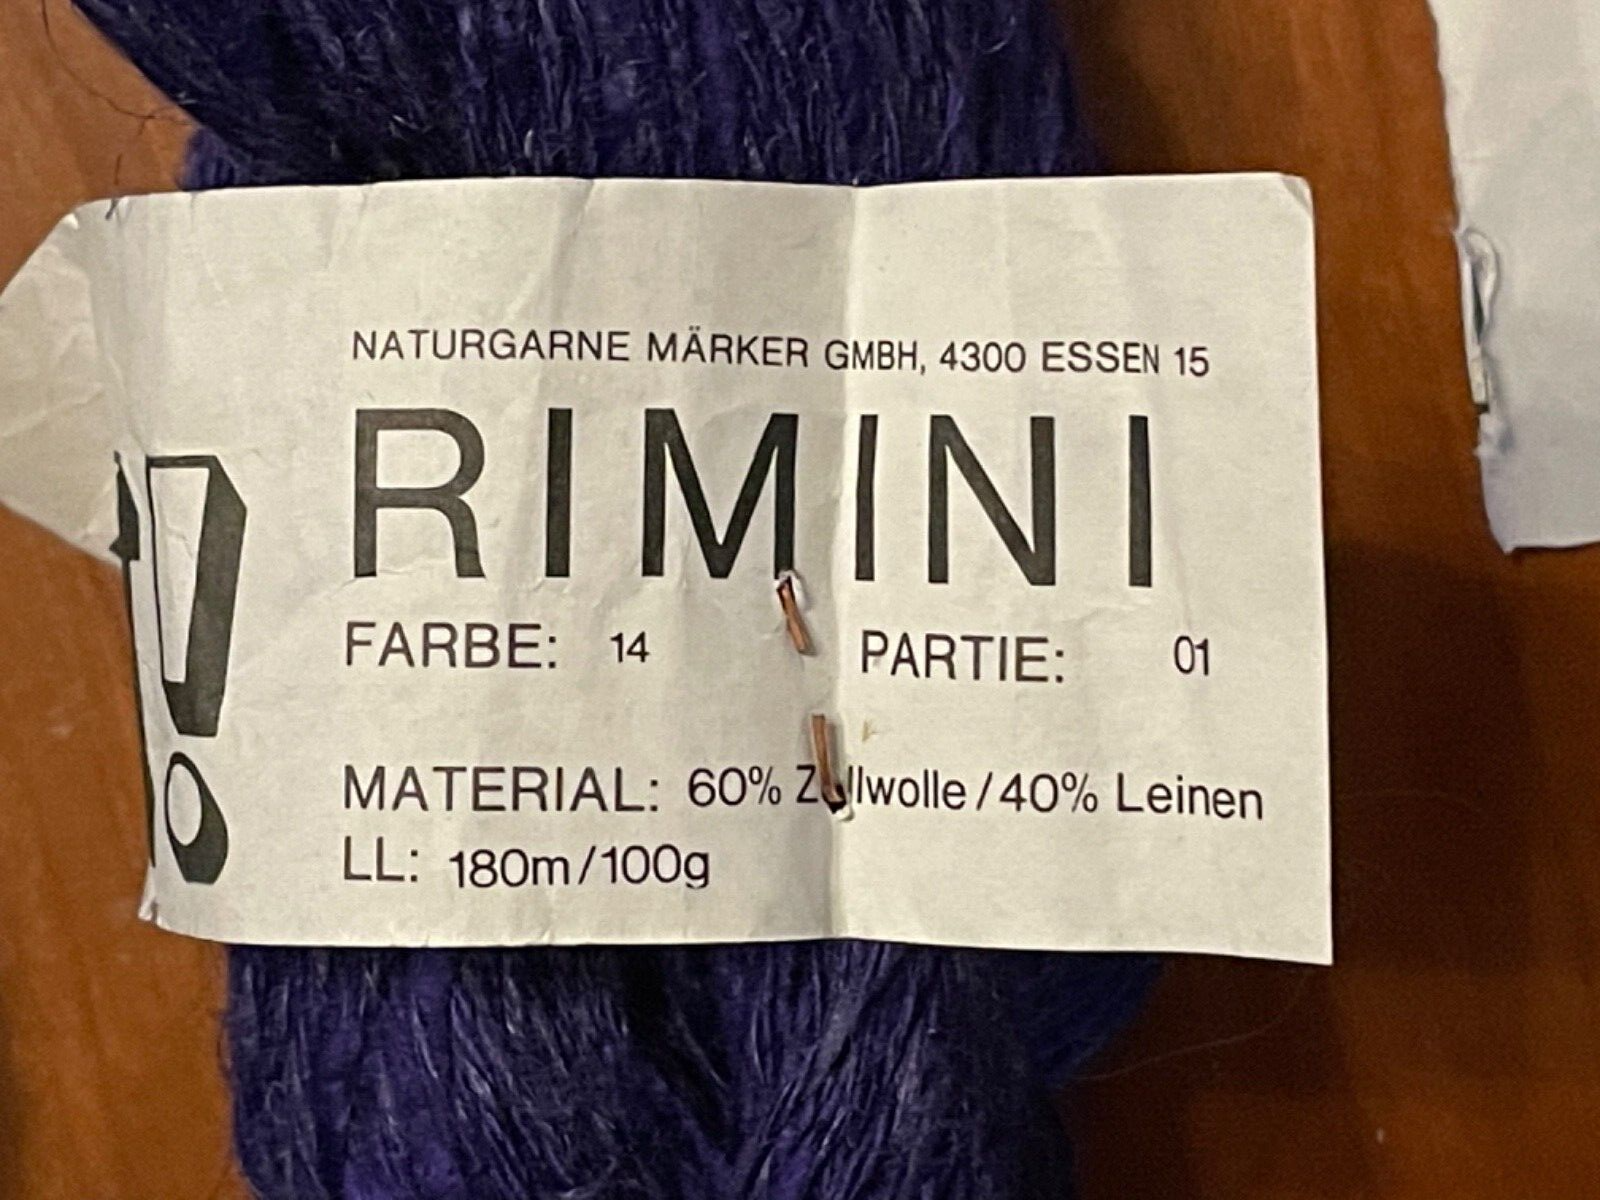 NATURGARNE MÄRKER GMBH, 4300 ESSEN 15
RIMINI
FARBE: 14 PARTIE: 01
MATERIAL: 60% Zellwolle/40% Leinen
LL: 180m/100g